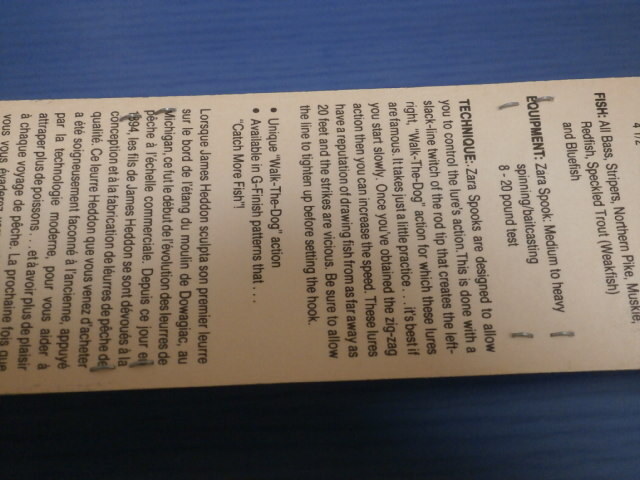 4 1/2
FISH: All Bass, Stripers, Northern Pike, Muskie
Redfish, Speckled Trout (Weakfish)
and Bluefish
EQUIPMENT: Zara Spook: Medium to heavy
spinning/baitcasting
8 - 20 pound test
TECHNIQUE: Zara Spooks are designed to allow
you to control the lure's action. This is done with a
slack-line twitch of the rod tip that creates the left-
right, "Walk-The-Dog" action for which these lures
are famous. It takes just a little practice . . . it's best if
you start slowly. Once you've obtained the zig-zag
action then you can increase the speed. These lures
have a reputation of drawing fish from as far away as
20 feet and the strikes are vicious. Be sure to allow
the line to tighten up before setting the hook.
• Unique "Walk-The-Dog" action
• Available in G-Finish patterns that . . .
"Catch More Fish"!
Lorsque James Heddon sculpta son premier leurre
sur le bord de l'étang du moulin de Dowagiac, au
Michigan, ce fut le début de l'évolution des leurres de
pêche à l'échelle commerciale. Depuis ce jour en
1894, les fils de James Heddon se sont dévoués à la
conception et à la fabrication de leurres de pêche de
qualité. Ce leurre Heddon que vous venez d'acheter
a été soigneusement faconné à l'ancienne, appuyé
par la technologie moderne, pour vous aider à
attraper plus de poissons . . . et à avoir plus de plaisir
à chaque voyage de pêche. La prochaine fois que
vous vous